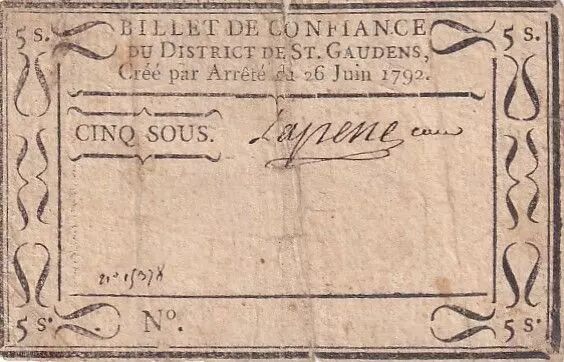 5 S. BILLET DE CONFIANCE 5 S.
DU DISTRICT DE ST. GAUDENS,
Créé par Arrêté du 26 Juin 1792.
CINQ SOUS. Lapene
n° 15378
5 S. N°. 5 S.